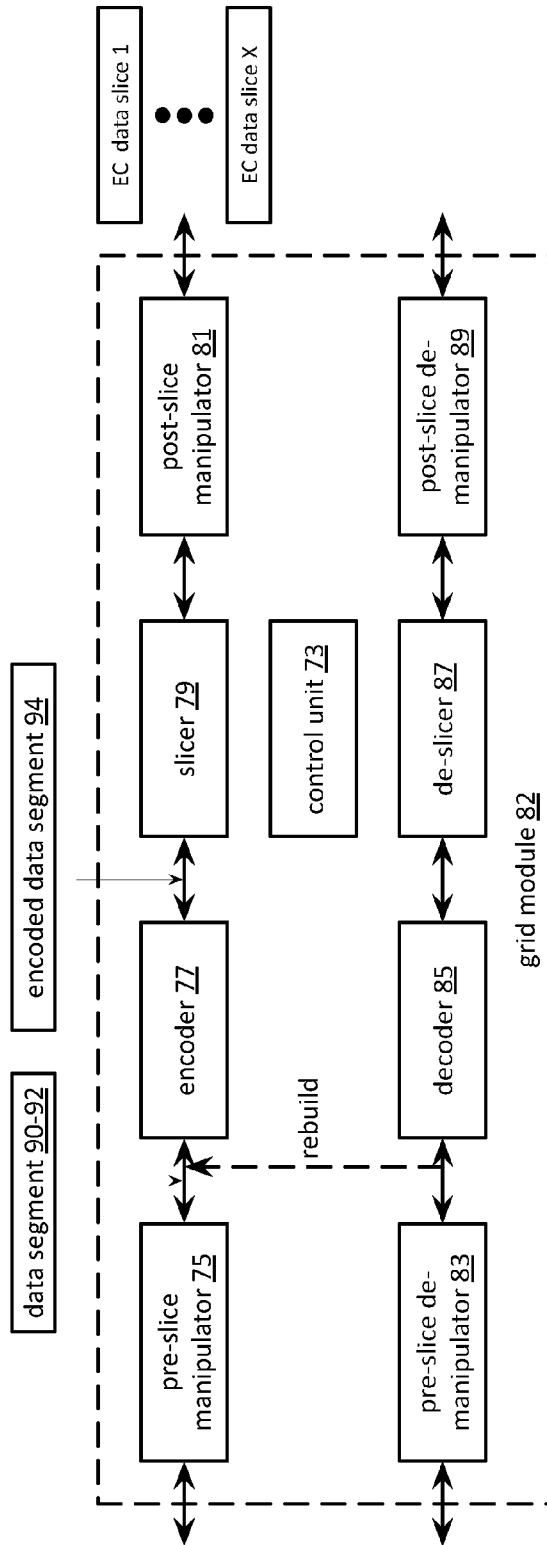 data segment 90-92
encoded data segment 94
EC data slice 1
EC data slice X
pre-slice
manipulator 75
encoder 77
slicer 79
post-slice
manipulator 81
rebuild
control unit 73
pre-slice de-
manipulator 83
decoder 85
de-slicer 87
post-slice de-
manipulator 89
grid module 82